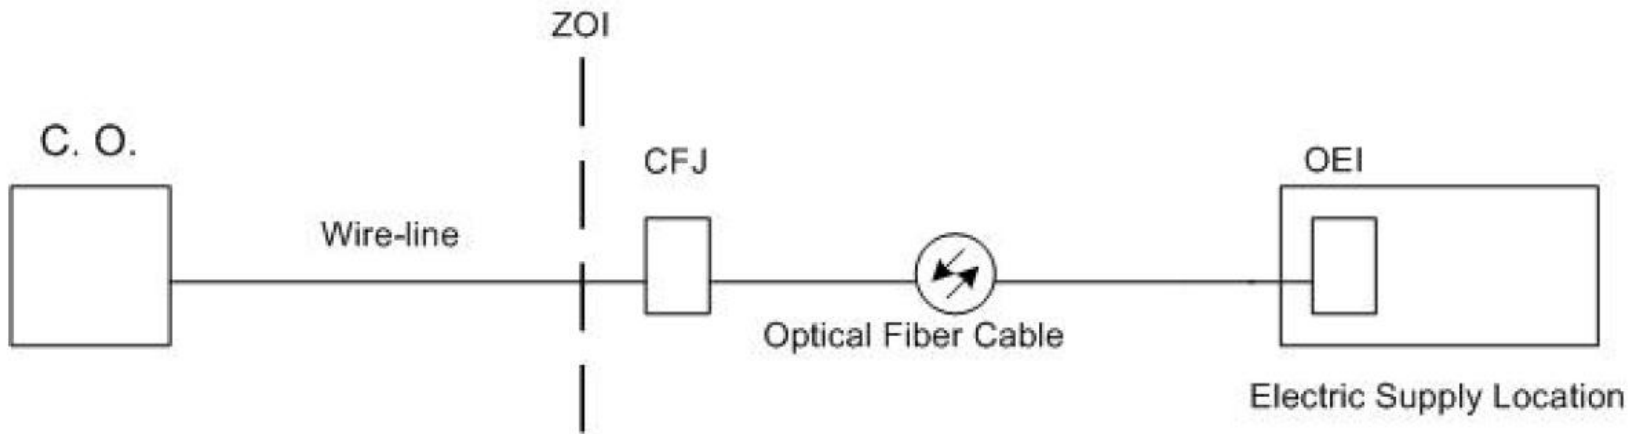 ZOI
C. O.
CFJ
OEI
Wire-line
Optical Fiber Cable
Electric Supply Location